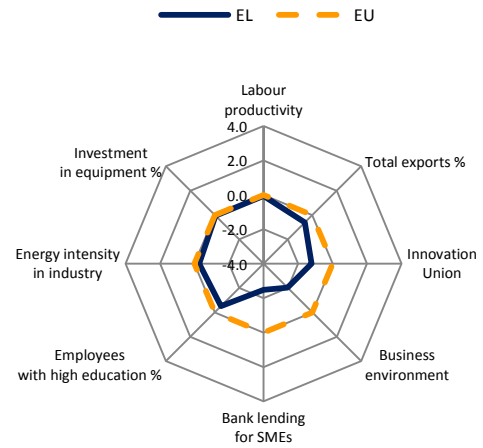 EL EU
Labour
productivity
Total exports %
Innovation
Union
Business
environment
Bank lending
for SMEs
Employees
with high education %
Energy intensity
in industry
Investment
in equipment %
4.0
2.0
0.0
-2.0
-4.0